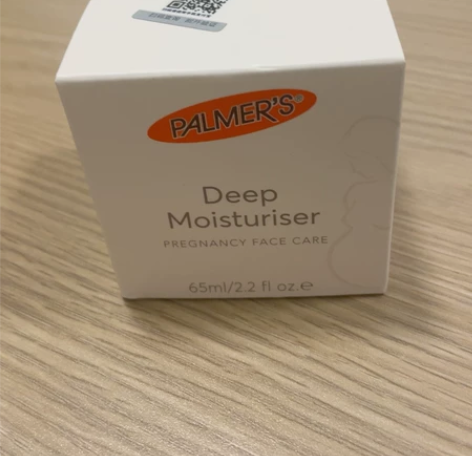 PALMER'S®
Deep
Moisturiser
PREGNANCY FACE CARE
65ml/2.2 fl oz.e